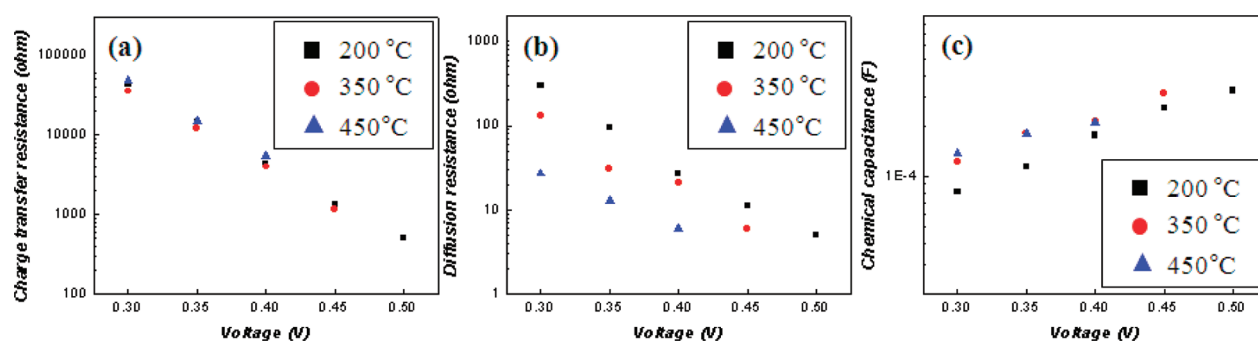 (a)
200 °C
350 °C
450°C
Charge transfer resistance (ohm)
100000
10000
1000
100
0.30 0.35 0.40 0.45 0.50
Voltage (V)
(b)
200 °C
350 °C
450°C
Diffusion resistance (ohm)
1000
100
10
1
0.30 0.35 0.40 0.45 0.50
Voltage (V)
(c)
Chemical capacitance (F)
1E-4
200 °C
350 °C
450°C
0.30 0.35 0.40 0.45 0.50
Voltage (V)